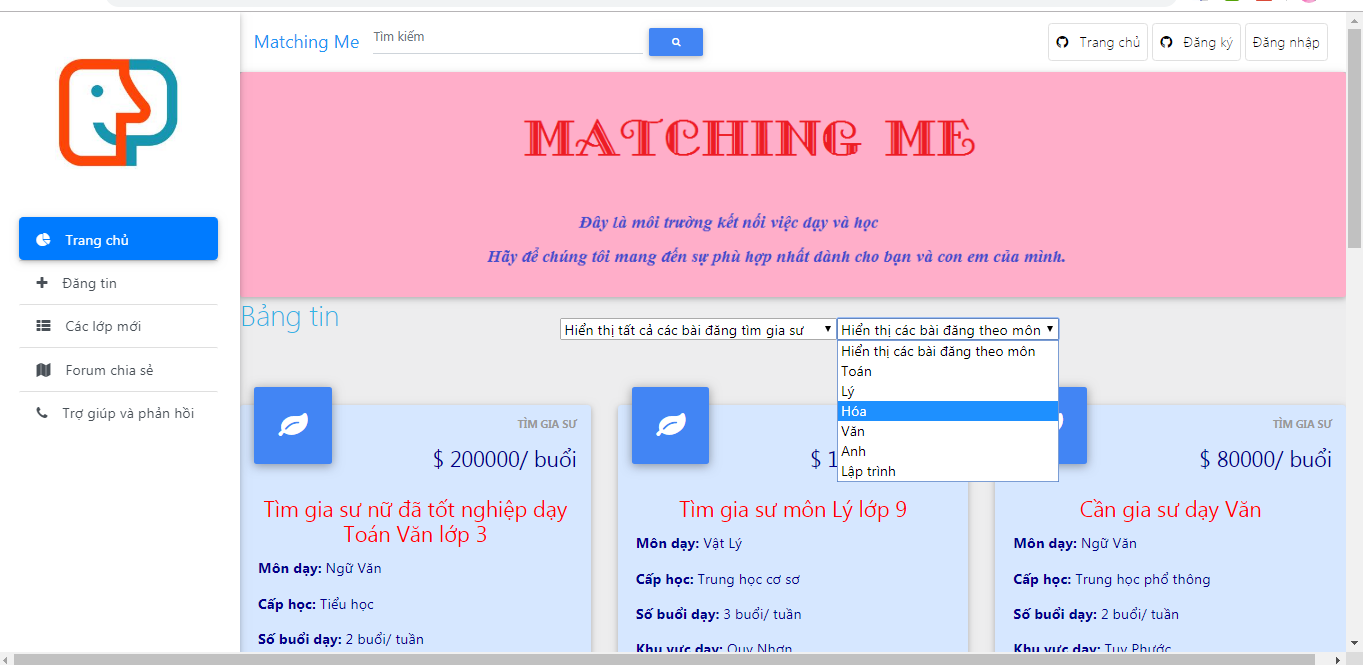 Matching Me
Tìm kiếm
Trang chủ
Đăng ký
Đăng nhập
MATCHING ME
Đây là môi trường kết nối việc dạy và học
Hãy để chúng tôi mang đến sự phù hợp nhất dành cho bạn và con em của mình.
Trang chủ
Đăng tin
Các lớp mới
Forum chia sẻ
Trợ giúp và phản hồi
Bảng tin
Hiển thị tất cả các bài đăng tìm gia sư
Hiển thị các bài đăng theo môn
Hiển thị các bài đăng theo môn
Toán
Lý
Hóa
Văn
Anh
Lập trình
TÌM GIA SƯ
$ 200000/ buổi
Tìm gia sư nữ đã tốt nghiệp dạy
Toán Văn lớp 3
Môn dạy: Ngữ Văn
Cấp học: Tiểu học
Số buổi dạy: 2 buổi/ tuần
$ 1
Tìm gia sư môn Lý lớp 9
Môn dạy: Vật Lý
Cấp học: Trung học cơ sơ
Số buổi dạy: 3 buổi/ tuần
Khu vực dạy: Quy Nhơn
TÌM GIA SƯ
$ 80000/ buổi
Cần gia sư dạy Văn
Môn dạy: Ngữ Văn
Cấp học: Trung học phổ thông
Số buổi dạy: 2 buổi/ tuần
Khu vực dạy: Tuy Phước